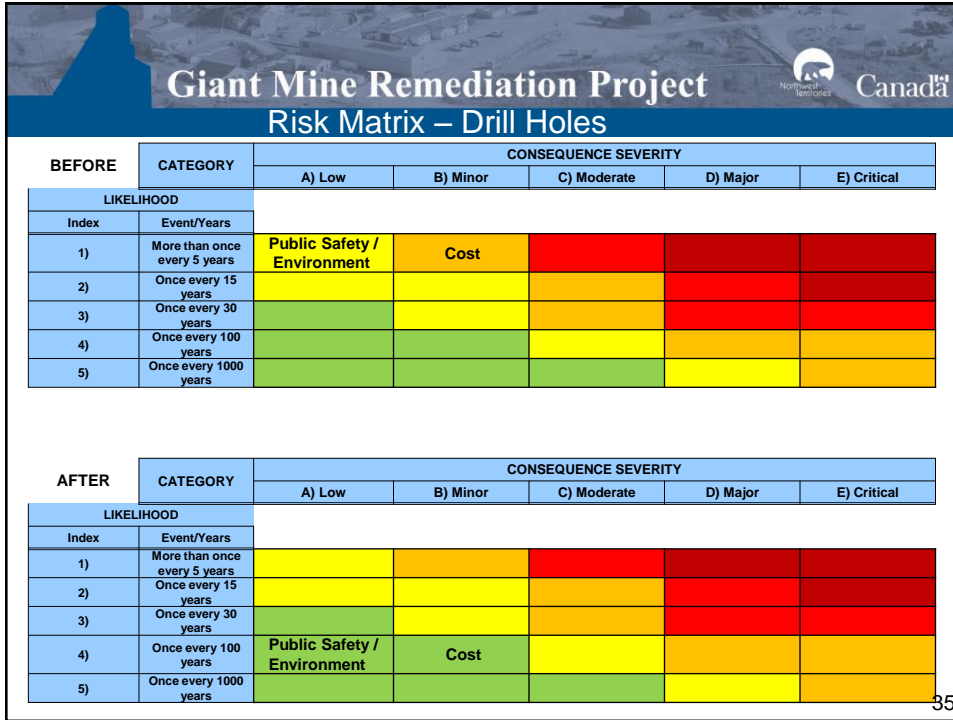 Giant Mine Remediation Project
Northwest
Territories
Canada
Risk Matrix – Drill Holes
BEFORE
CATEGORY
CONSEQUENCE SEVERITY
A) Low B) Minor C) Moderate D) Major E) Critical
LIKELIHOOD
Index Event/Years
1) More than once
every 5 years
Public Safety /
Environment
Cost
2) Once every 15
years
3) Once every 30
years
4) Once every 100
years
5) Once every 1000
years
AFTER
CATEGORY
CONSEQUENCE SEVERITY
A) Low B) Minor C) Moderate D) Major E) Critical
LIKELIHOOD
Index Event/Years
1) More than once
every 5 years
2) Once every 15
years
3) Once every 30
years
4) Once every 100
years
Public Safety /
Environment
Cost
5) Once every 1000
years
35